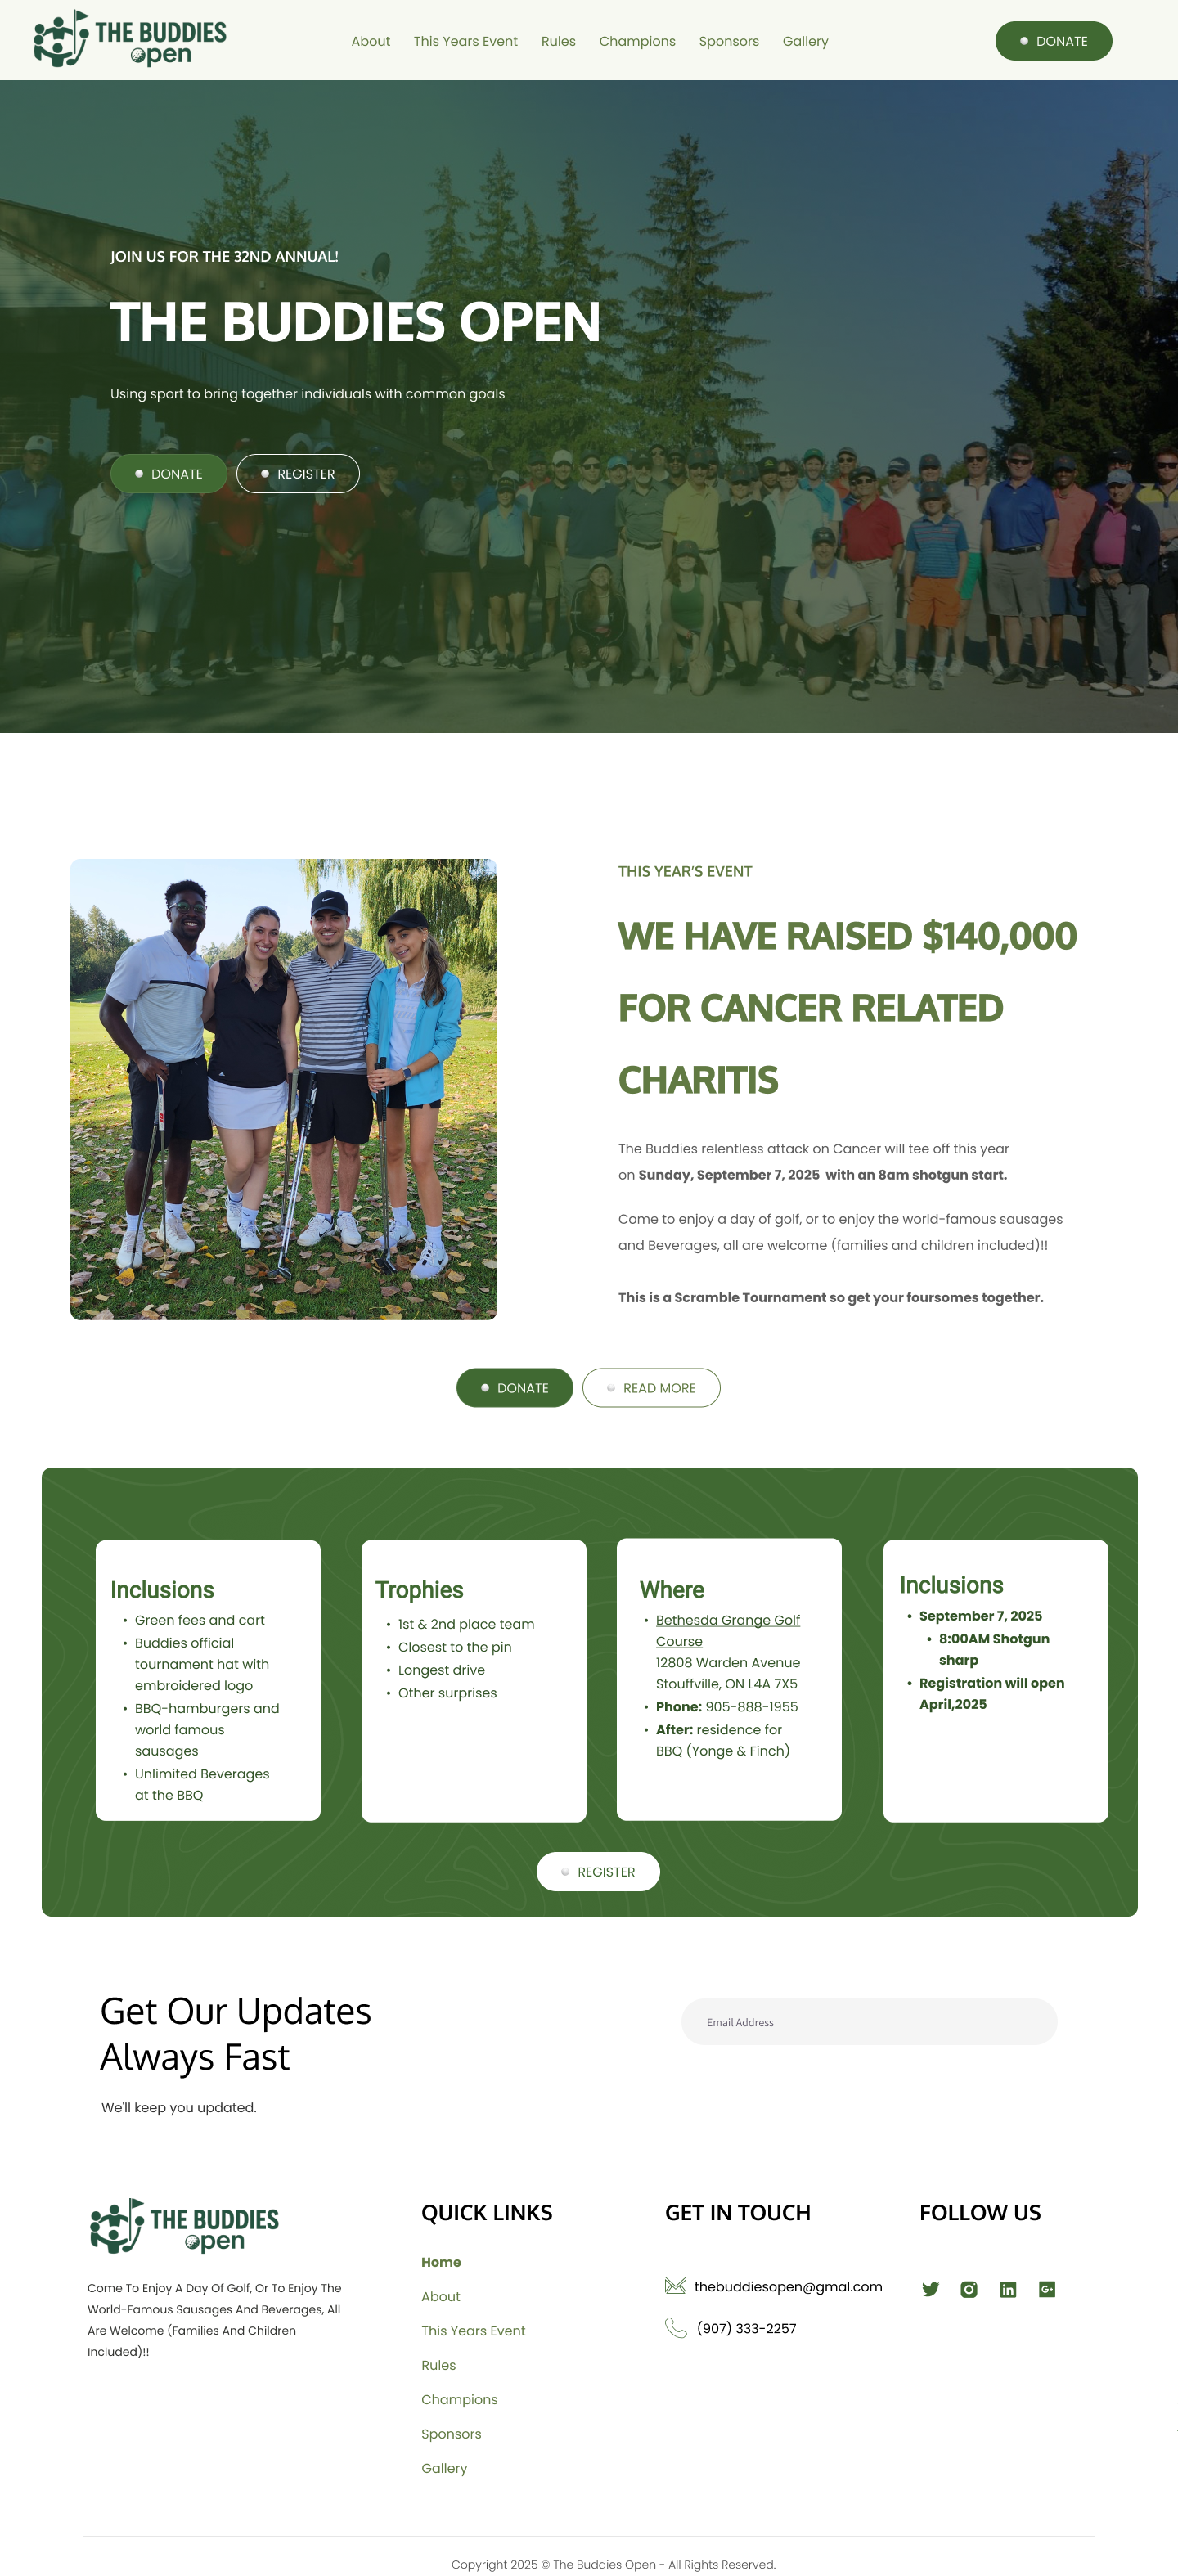 THE BUDDIES
open
About This Years Event Rules Champions Sponsors Gallery
DONATE
JOIN US FOR THE 32ND ANNUAL!
THE BUDDIES OPEN
Using sport to bring together individuals with common goals
DONATE REGISTER
THIS YEAR'S EVENT
WE HAVE RAISED $140,000
FOR CANCER RELATED
CHARITIS
The Buddies relentless attack on Cancer will tee off this year
on Sunday, September 7, 2025 with an 8am shotgun start.
Come to enjoy a day of golf, or to enjoy the world-famous sausages
and Beverages, all are welcome (families and children included)!!
This is a Scramble Tournament so get your foursomes together.
DONATE READ MORE
Inclusions
• Green fees and cart
• Buddies official
tournament hat with
embroidered logo
• BBQ-hamburgers and
world famous
sausages
• Unlimited Beverages
at the BBQ
Trophies
• 1st & 2nd place team
• Closest to the pin
• Longest drive
• Other surprises
Where
• Bethesda Grange Golf
Course
12808 Warden Avenue
Stouffville, ON L4A 7X5
• Phone: 905-888-1955
• After: residence for
BBQ (Yonge & Finch)
Inclusions
• September 7, 2025
• 8:00AM Shotgun
sharp
• Registration will open
April,2025
REGISTER
Get Our Updates
Always Fast
We'll keep you updated.
Email Address
THE BUDDIES
open
Come To Enjoy A Day Of Golf, Or To Enjoy The
World-Famous Sausages And Beverages, All
Are Welcome (Families And Children
Included)!!
QUICK LINKS
Home
About
This Years Event
Rules
Champions
Sponsors
Gallery
GET IN TOUCH
thebuddiesopen@gmal.com
(907) 333-2257
FOLLOW US
Copyright 2025 © The Buddies Open - All Rights Reserved.